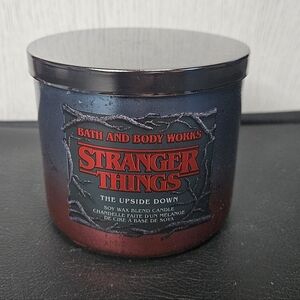 BATH AND BODY WORKS
STRANGER
THINGS
THE UPSIDE DOWN
SOY WAX BLEND CANDLE
CHANDELLE FAITE D'UN MÉLANGE
DE CIRE À BASE DE SOYA